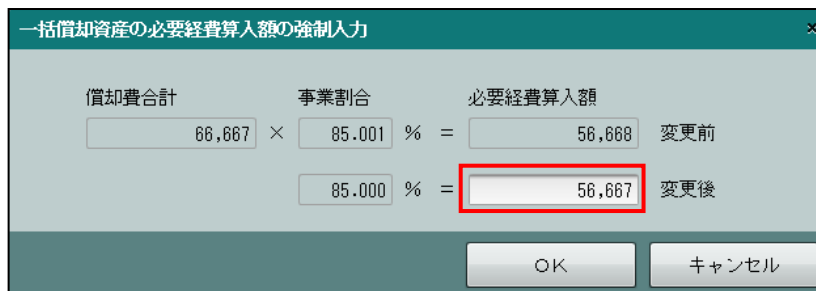 一括償却資産の必要経費算入額の強制入力 ×
償却費合計 事業割合 必要経費算入額
66,667 × 85.001 % = 56,668 変更前
85.000 % = 56,667 変更後
OK キャンセル